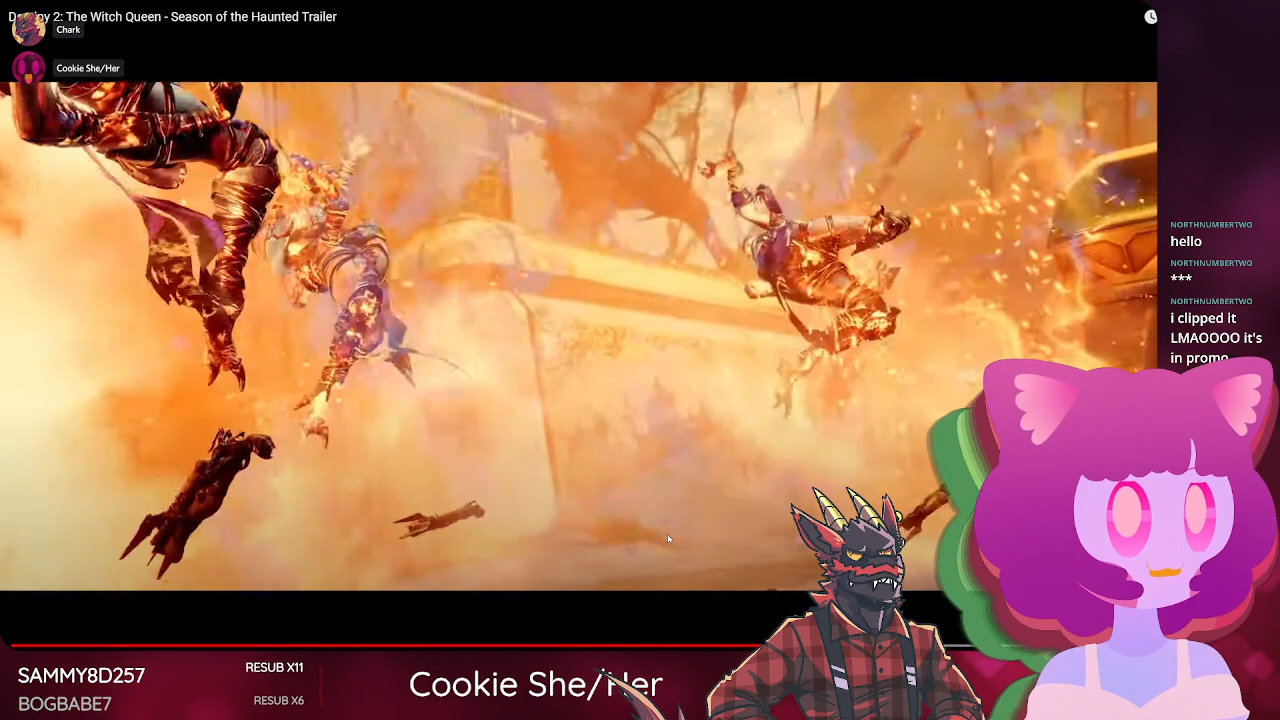 Destiny 2: The Witch Queen - Season of the Haunted Trailer
Chark
Cookie She/Her
NORTHNUMBERTWO
hello
NORTHNUMBERTWO
***
NORTHNUMBERTWO
i clipped it
LMAOOOO it's
in promo
SAMMY8D257
RESUB X11
BOGBABE7
RESUB X6
Cookie She/Her